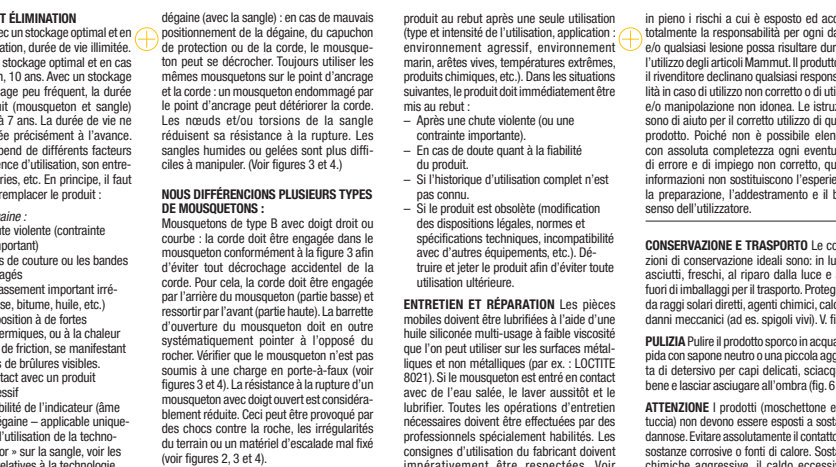 T ÉLIMINATION
ec un stockage optimal et en
ation, durée de vie illimitée.
stockage optimal et en cas
n, 10 ans. Avec un stockage
age peu fréquent, la durée
uit (mousqueton et sangle)
à 7 ans. La durée de vie ne
ée précisément à l'avance.
pend de différents facteurs
ence d'utilisation, son entre-
ries, etc. En principe, il faut
remplacer le produit :
aine :
te violente (contrainte
portant)
s de couture ou les bandes
agés
assement important irré-
se, bitume, huile, etc.)
position à de fortes
ermiques, ou à la chaleur
de friction, se manifestant
s de brûlures visibles.
tact avec un produit
essif
bilité de l'indicateur (âme
égaine – applicable unique-
d'utilisation de la techno-
or » sur la sangle, voir les
relatives à la technologie
dégaine (avec la sangle) : en cas de mauvais
positionnement de la dégaine, du capuchon
de protection ou de la corde, le mousque-
ton peut se décrocher. Toujours utiliser les
mêmes mousquetons sur le point d'ancrage
et la corde : un mousqueton endommagé par
le point d'ancrage peut détériorer la corde.
Les nœuds et/ou torsions de la sangle
réduisent sa résistance à la rupture. Les
sangles humides ou gelées sont plus diffi-
ciles à manipuler. (Voir figures 3 et 4.)
NOUS DIFFÉRENCIONS PLUSIEURS TYPES
DE MOUSQUETONS :
Mousquetons de type B avec doigt droit ou
courbe : la corde doit être engagée dans le
mousqueton conformément à la figure 3 afin
d'éviter tout décrochage accidentel de la
corde. Pour cela, la corde doit être engagée
par l'arrière du mousqueton (partie basse) et
ressortir par l'avant (partie haute). La barrette
d'ouverture du mousqueton doit en outre
systématiquement pointer à l'opposé du
rocher. Vérifier que le mousqueton n'est pas
soumis à une charge en porte-à-faux (voir
figures 3 et 4). La résistance à la rupture d'un
mousqueton avec doigt ouvert est considéra-
blement réduite. Ceci peut être provoqué par
des chocs contre la roche, les irrégularités
du terrain ou un matériel d'escalade mal fixé
(voir figures 2, 3 et 4).
produit au rebut après une seule utilisation
(type et intensité de l'utilisation, application :
environnement agressif, environnement
marin, arêtes vives, températures extrêmes,
produits chimiques, etc.). Dans les situations
suivantes, le produit doit immédiatement être
mis au rebut :
– Après une chute violente (ou une
contrainte importante).
– En cas de doute quant à la fiabilité
du produit.
– Si l'historique d'utilisation complet n'est
pas connu.
– Si le produit est obsolète (modification
des dispositions légales, normes et
spécifications techniques, incompatibilité
avec d'autres équipements, etc.). Dé-
truire et jeter le produit afin d'éviter toute
utilisation ultérieure.
ENTRETIEN ET RÉPARATION Les pièces
mobiles doivent être lubrifiées à l'aide d'une
huile siliconée multi-usage à faible viscosité
que l'on peut utiliser sur les surfaces métal-
liques et non métalliques (par ex. : LOCTITE
8021). Si le mousqueton est entré en contact
avec de l'eau salée, le laver aussitôt et le
lubrifier. Toutes les opérations d'entretien
nécessaires doivent être effectuées par des
professionnels spécialement habilités. Les
consignes d'utilisation du fabricant doivent
impérativement être respectées. Voir
in pieno i rischi a cui è esposto ed acc
totalmente la responsabilità per ogni da
e/o qualsiasi lesione possa risultare dur
l'utilizzo degli articoli Mammut. Il produtto
il rivenditore declinano qualsiasi respons
lità in caso di utilizzo non corretto o di util
e/o manipolazione non idonea. Le istruz
sono di aiuto per il corretto utilizzo di qu
prodotto. Poiché non è possibile elen
con assoluta completezza ogni eventu
di errore e di impiego non corretto, qu
informazioni non sostituiscono l'esperie
la preparazione, l'addestramento e il b
senso dell'utilizzatore.
CONSERVAZIONE E TRASPORTO Le co
zioni di conservazione ideali sono: in lu
asciutti, freschi, al riparo dalla luce e
fuori di imballaggi per il trasporto. Proteg
da raggi solari diretti, agenti chimici, calo
danni meccanici (ad es. spigoli vivi). V. fi
PULIZIA Pulire il prodotto sporco in acqua
pida con sapone neutro o una piccola agg
ta di detersivo per capi delicati, sciacq
bene e lasciar asciugare all'ombra (fig. 6
ATTENZIONE I prodotti (moschettone e
tuccia) non devono essere esposti a sosta
dannose. Evitare assolutamente il contatto
sostanze corrosivo o fonti di calore. Sost
chimiche aggressive, il caldo eccessiv